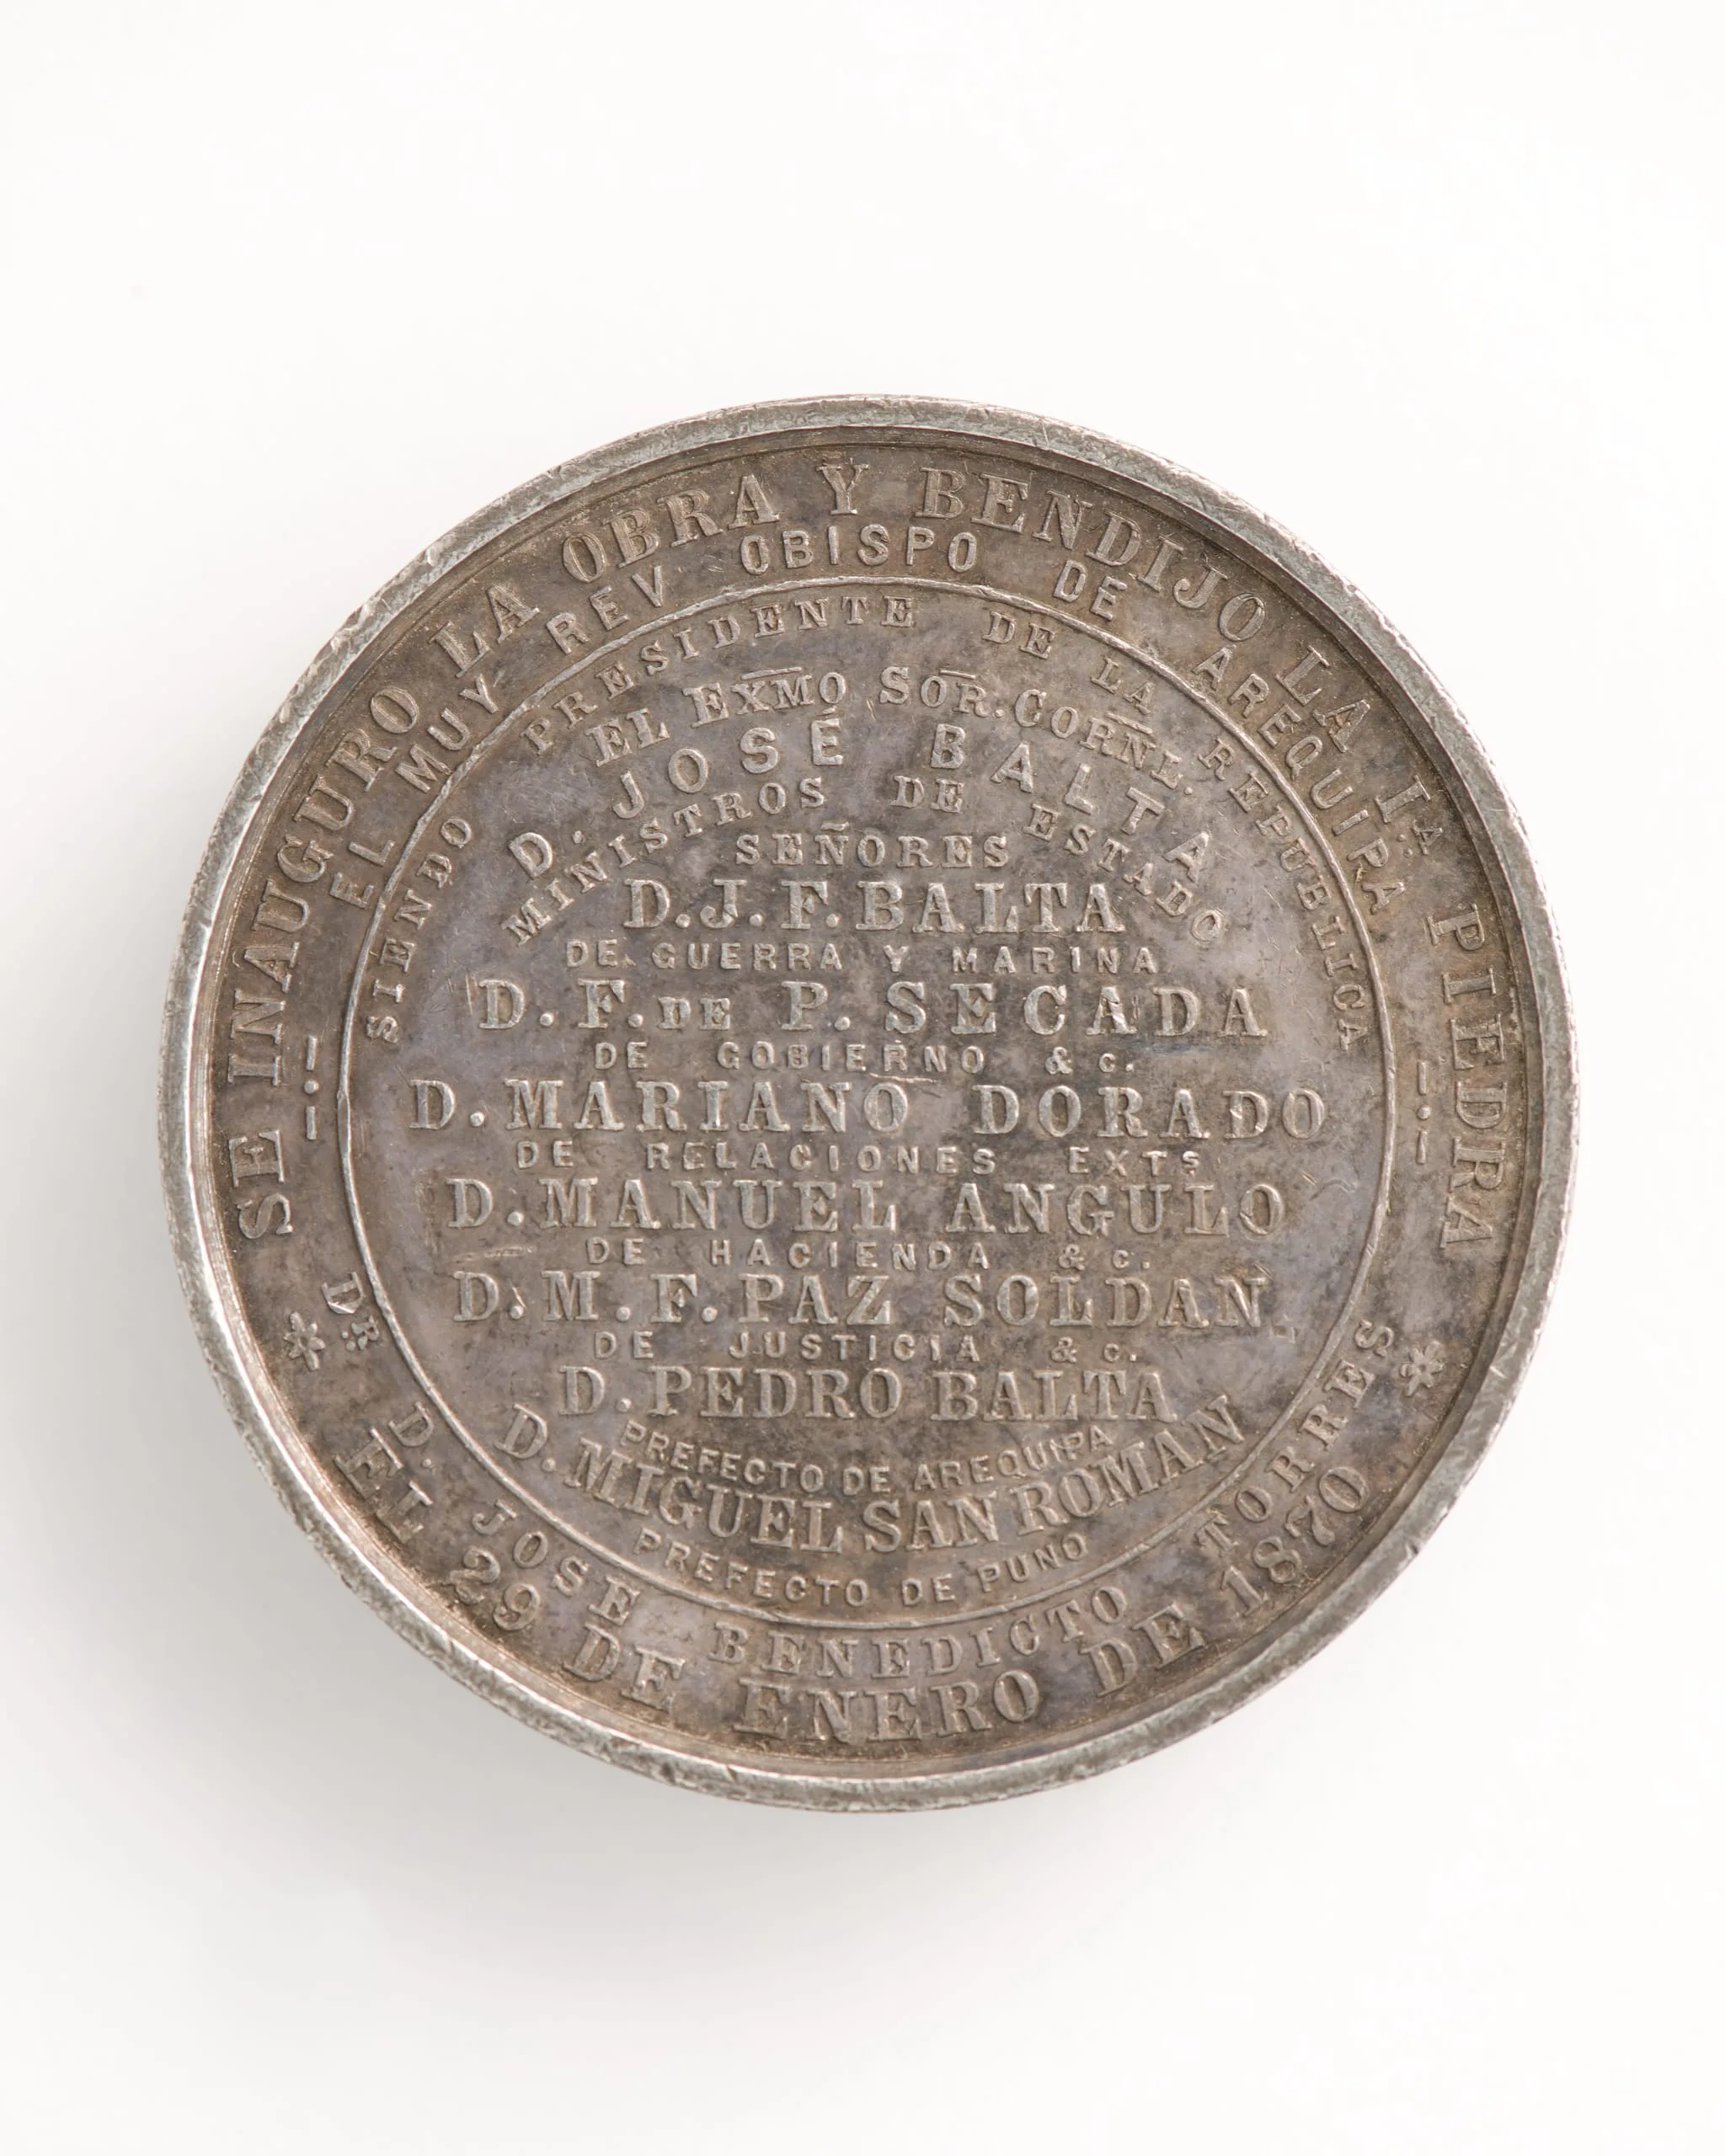 SE INAUGURO LA OBRA Y BENDIJO LA 1A PIEDRA
EL MUY REV OBISPO DE AREQUIRA
SIENDO PRESIDENTE DE LA REPUBLICA
EL EXMO SOR. CORNL.
D. JOSÉ BALTA
MINISTROS DE ESTADO
SEÑORES
D. J. F. BALTA
DE GUERRA Y MARINA
D. F. DE P. SECADA
DE GOBIERNO & C.
D. MARIANO DORADO
DE RELACIONES EXTS
D. MANUEL ANGULO
DE HACIENDA & C.
D. M. F. PAZ SOLDAN
DE JUSTICIA & C.
D. PEDRO BALTA
PREFECTO DE AREQUIPA
D. MIGUEL SAN ROMAN
PREFECTO DE PUNO
DR. D. JOSE BENEDICTO TORRES
EL 29 DE ENERO DE 1870